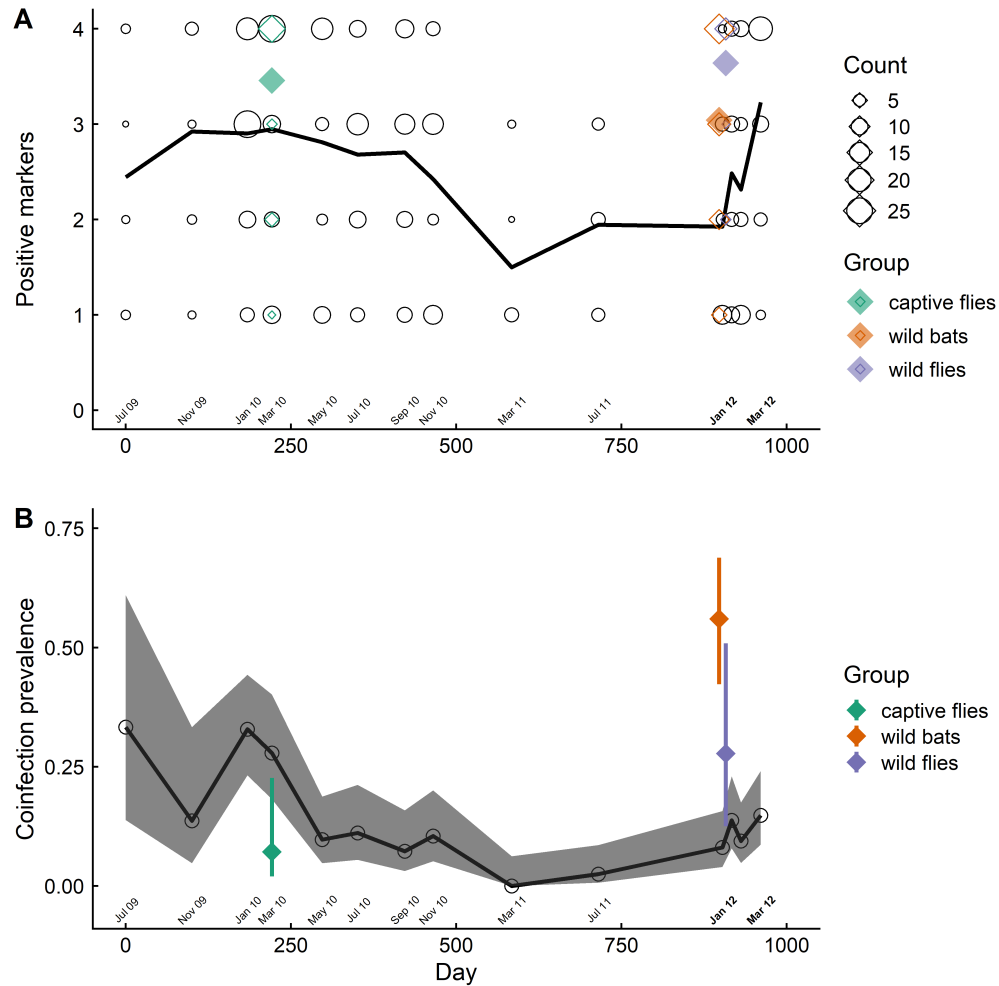 A
Positive markers
4
3
2
1
0
Jul 09
Nov 09
Jan 10
Mar 10
May 10
Jul 10
Sep 10
Nov 10
Mar 11
Jul 11
Jan 12
Mar 12
0
250
500
750
1000
Count
5
10
15
20
25
Group
captive flies
wild bats
wild flies
B
Coinfection prevalence
0.75
0.50
0.25
0.00
Jul 09
Nov 09
Jan 10
Mar 10
May 10
Jul 10
Sep 10
Nov 10
Mar 11
Jul 11
Jan 12
Mar 12
0
250
500
750
1000
Day
Group
captive flies
wild bats
wild flies